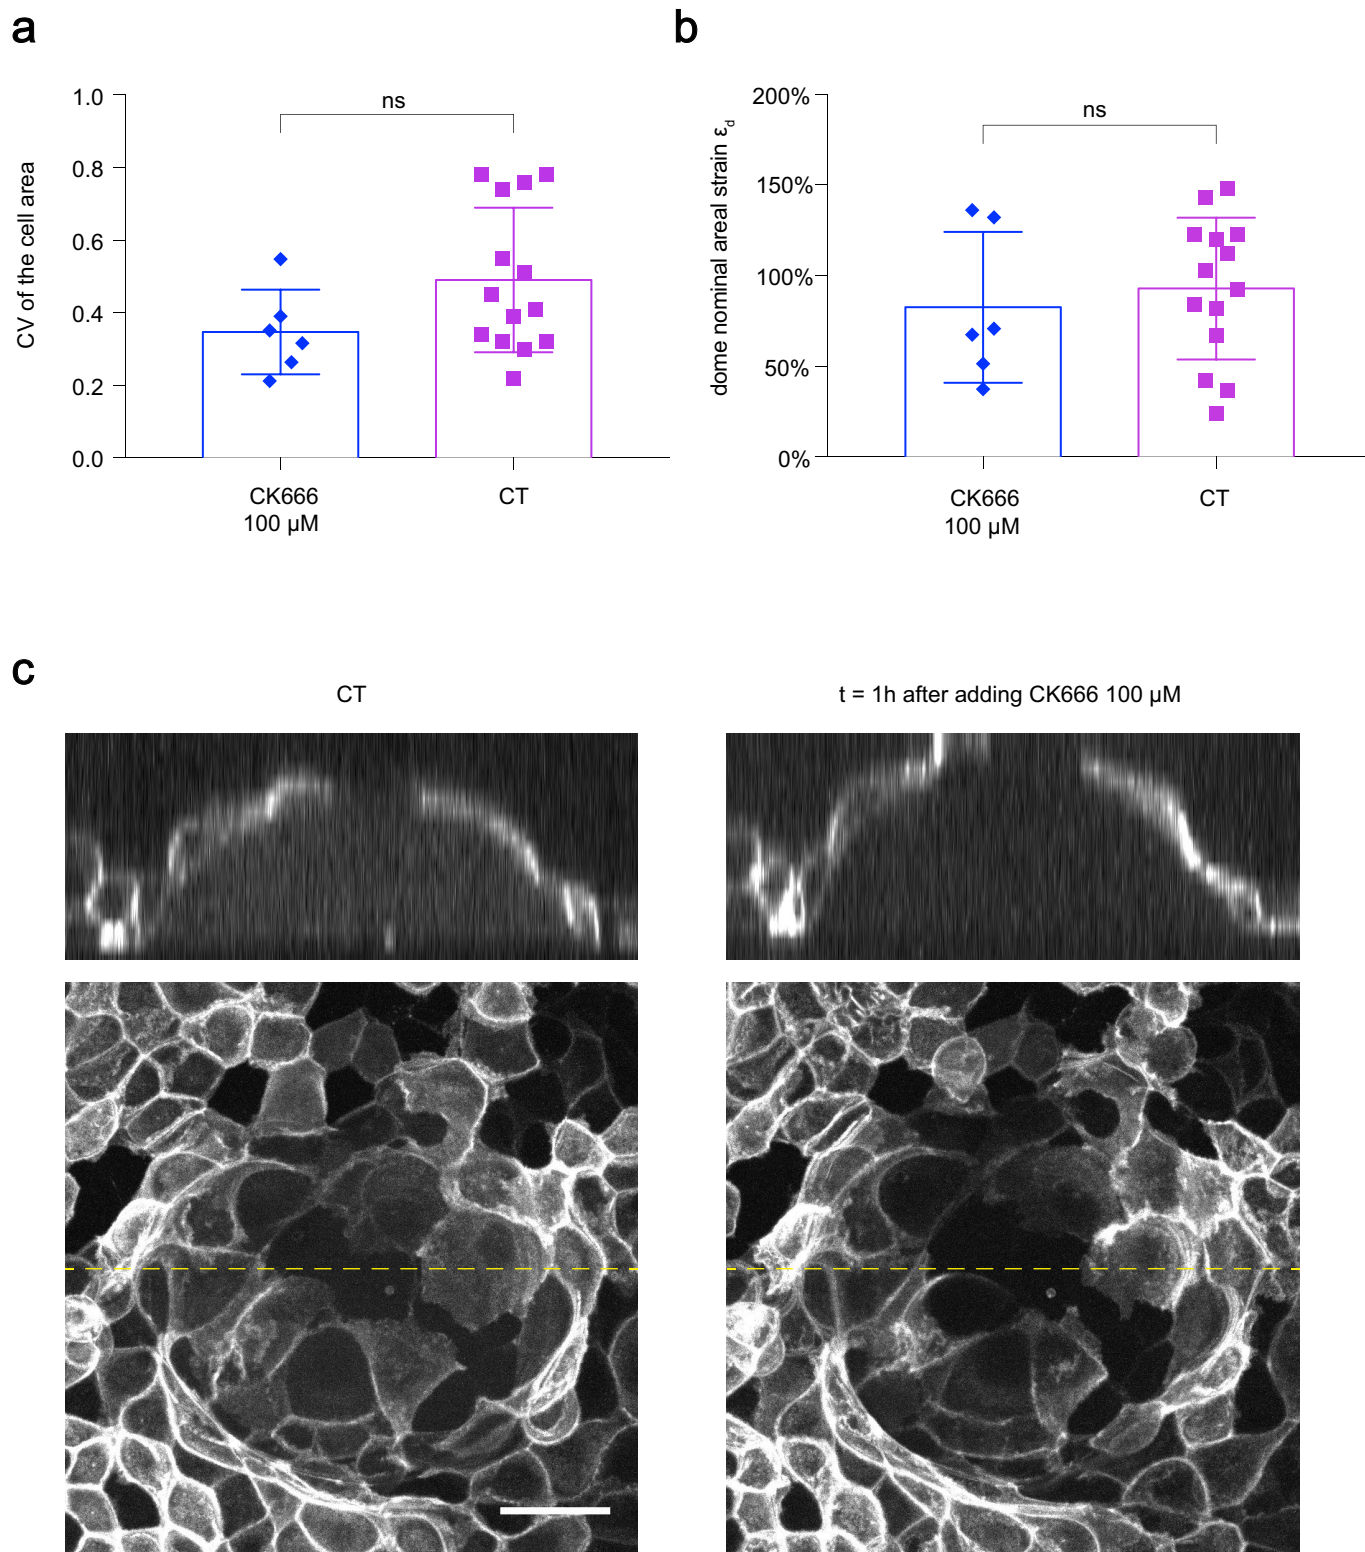 a
CV of the cell area
1.0
0.8
0.6
0.4
0.2
0.0
ns
CK666
100 µM
CT
b
dome nominal areal strain εd
200%
150%
100%
50%
0%
ns
CK666
100 µM
CT
c
CT
t = 1h after adding CK666 100 µM